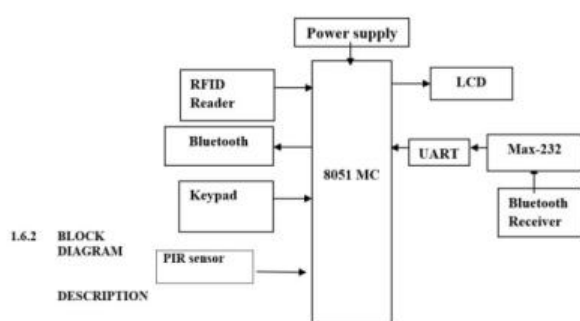 Power supply
RFID
Reader
LCD
Bluetooth
UART
Max-232
8051 MC
Keypad
Bluetooth
Receiver
1.6.2 BLOCK
DIAGRAM
PIR sensor
DESCRIPTION